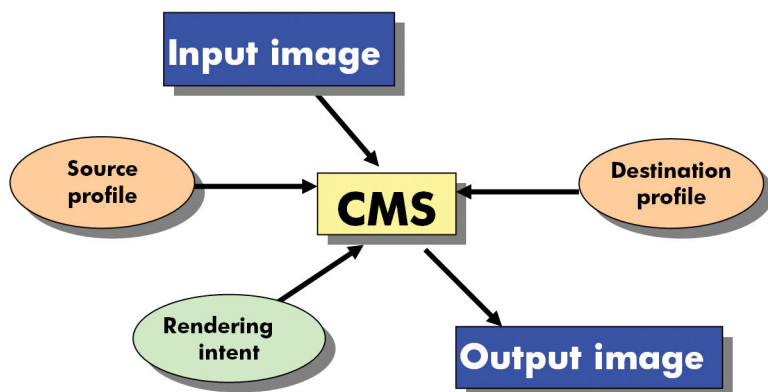 Input image
Source
profile
Destination
profile
CMS
Rendering
intent
Output image